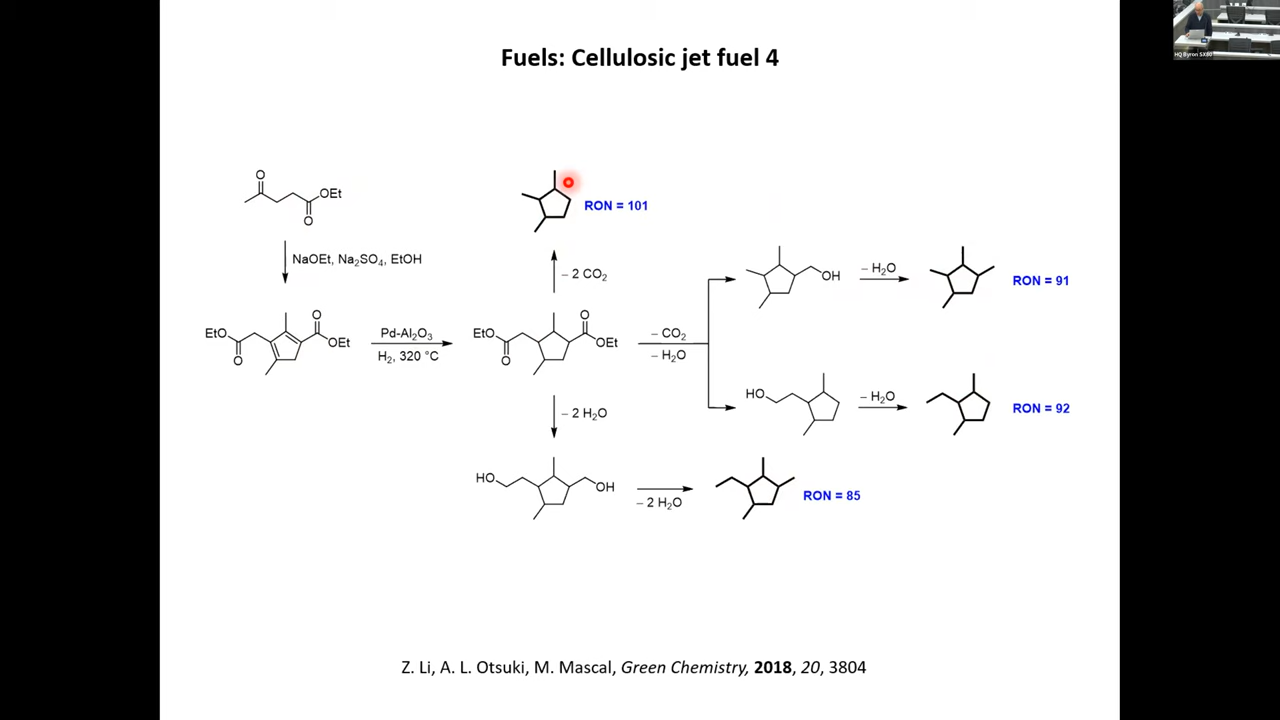 Fuels: Cellulosic jet fuel 4
O
OEt
O
RON = 101
NaOEt, Na₂SO₄, EtOH
– 2 CO₂
OH
– H₂O
RON = 91
EtO
O
O
OEt
Pd-Al₂O₃
H₂, 320 °C
EtO
O
O
OEt
– CO₂
– H₂O
HO
– H₂O
RON = 92
– 2 H₂O
HO
OH
– 2 H₂O
RON = 85
Z. Li, A. L. Otsuki, M. Mascal, Green Chemistry, 2018, 20, 3804